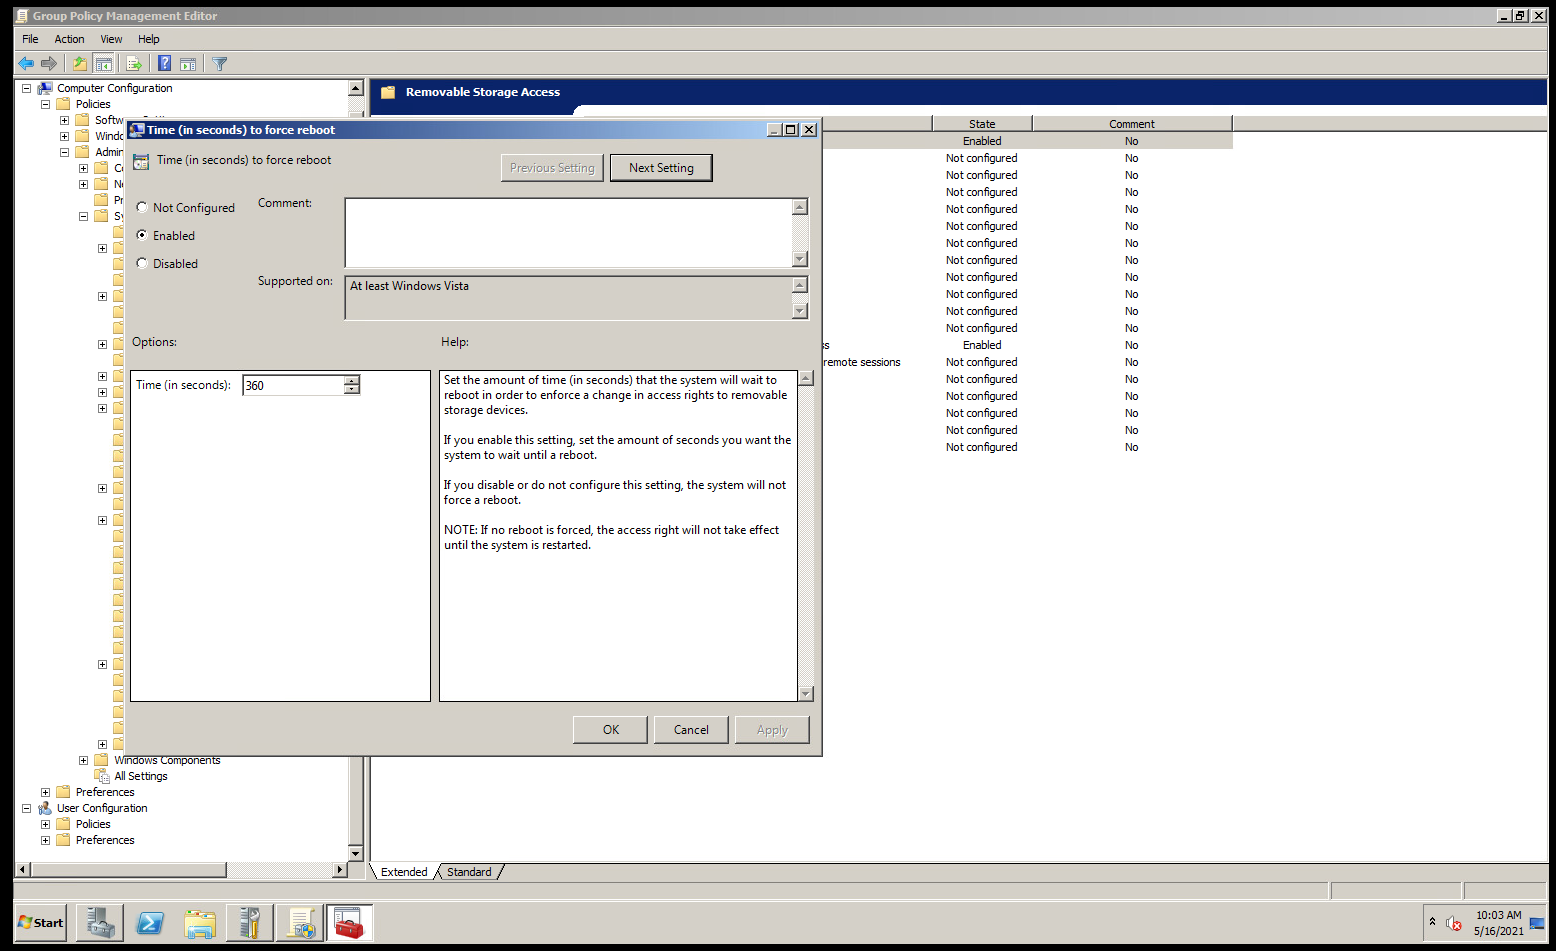 Group Policy Management Editor
File Action View Help
Computer Configuration
Policies
Softw
Windo
Admin
C
Ne
Pr
Sy
Windows Components
All Settings
Preferences
User Configuration
Policies
Preferences
Removable Storage Access
State Comment
Enabled No
Not configured No
Not configured No
Not configured No
Not configured No
Not configured No
Not configured No
Not configured No
Not configured No
Not configured No
Not configured No
Not configured No
ss Enabled No
remote sessions Not configured No
Not configured No
Not configured No
Not configured No
Not configured No
Not configured No
Time (in seconds) to force reboot
Time (in seconds) to force reboot
Previous Setting Next Setting
Not Configured
Enabled
Disabled
Comment:
Supported on:
At least Windows Vista
Options:
Help:
Time (in seconds): 360
Set the amount of time (in seconds) that the system will wait to
reboot in order to enforce a change in access rights to removable
storage devices.
If you enable this setting, set the amount of seconds you want the
system to wait until a reboot.
If you disable or do not configure this setting, the system will not
force a reboot.
NOTE: If no reboot is forced, the access right will not take effect
until the system is restarted.
OK Cancel Apply
Extended Standard
Start
10:03 AM
5/16/2021